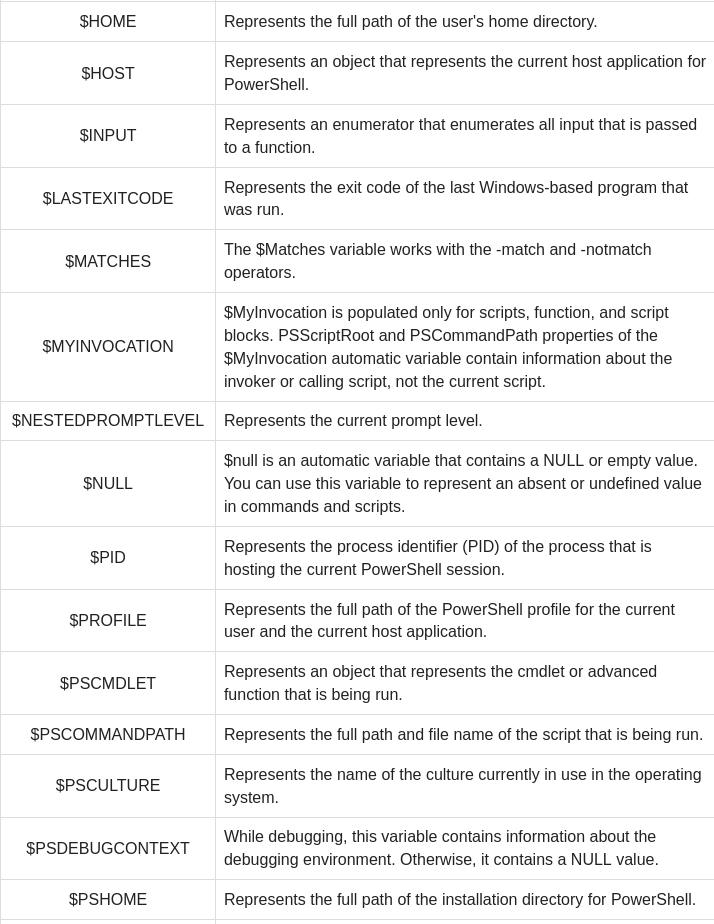 $HOME
Represents the full path of the user's home directory.
$HOST
Represents an object that represents the current host application for
PowerShell.
$INPUT
Represents an enumerator that enumerates all input that is passed
to a function.
$LASTEXITCODE
Represents the exit code of the last Windows-based program that
was run.
$MATCHES
The $Matches variable works with the -match and -notmatch
operators.
$MYINVOCATION
$MyInvocation is populated only for scripts, function, and script
blocks. PSScriptRoot and PSCommandPath properties of the
$MyInvocation automatic variable contain information about the
invoker or calling script, not the current script.
$NESTEDPROMPTLEVEL
Represents the current prompt level.
$NULL
$null is an automatic variable that contains a NULL or empty value.
You can use this variable to represent an absent or undefined value
in commands and scripts.
$PID
Represents the process identifier (PID) of the process that is
hosting the current PowerShell session.
$PROFILE
Represents the full path of the PowerShell profile for the current
user and the current host application.
$PSCMDLET
Represents an object that represents the cmdlet or advanced
function that is being run.
$PSCOMMANDPATH
Represents the full path and file name of the script that is being run.
$PSCULTURE
Represents the name of the culture currently in use in the operating
system.
$PSDEBUGCONTEXT
While debugging, this variable contains information about the
debugging environment. Otherwise, it contains a NULL value.
$PSHOME
Represents the full path of the installation directory for PowerShell.